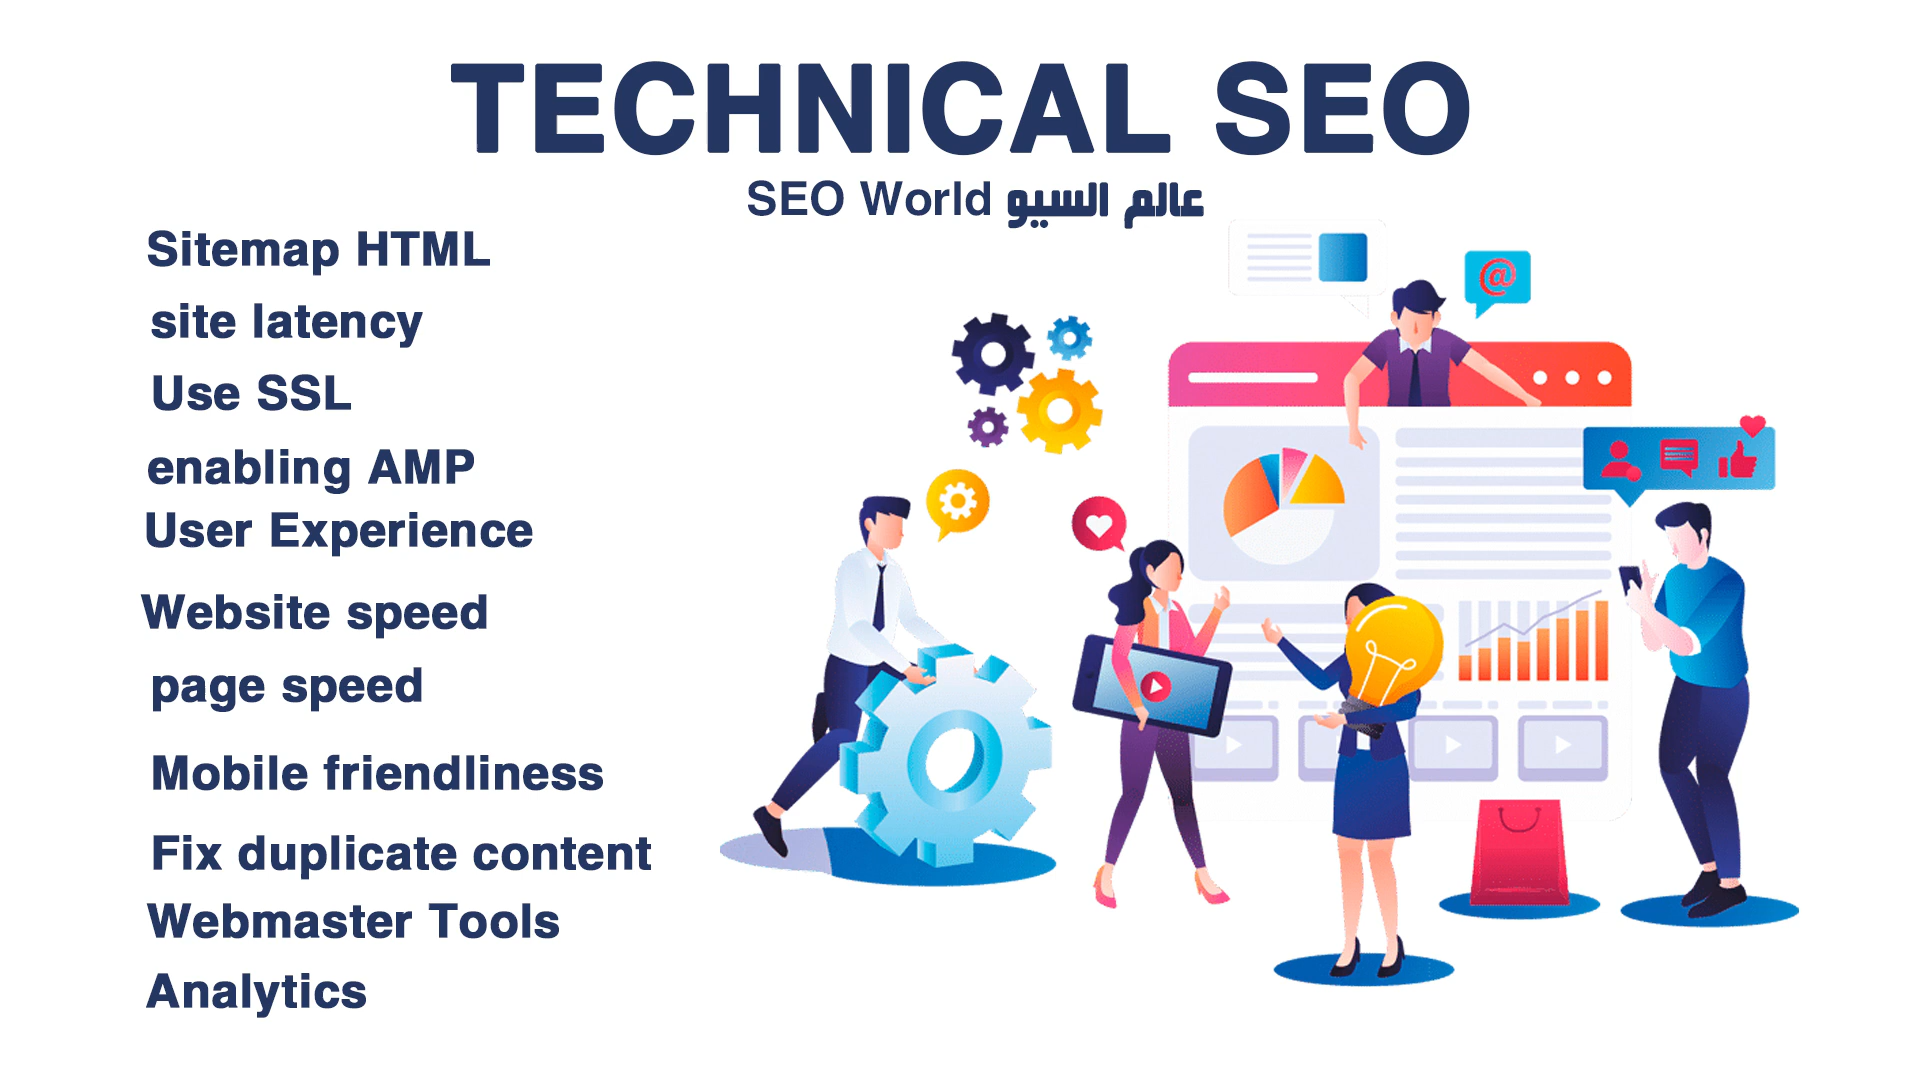 TECHNICAL SEO
SEO World عالم السيو
Sitemap HTML
site latency
Use SSL
enabling AMP
User Experience
Website speed
page speed
Mobile friendliness
Fix duplicate content
Webmaster Tools
Analytics
@